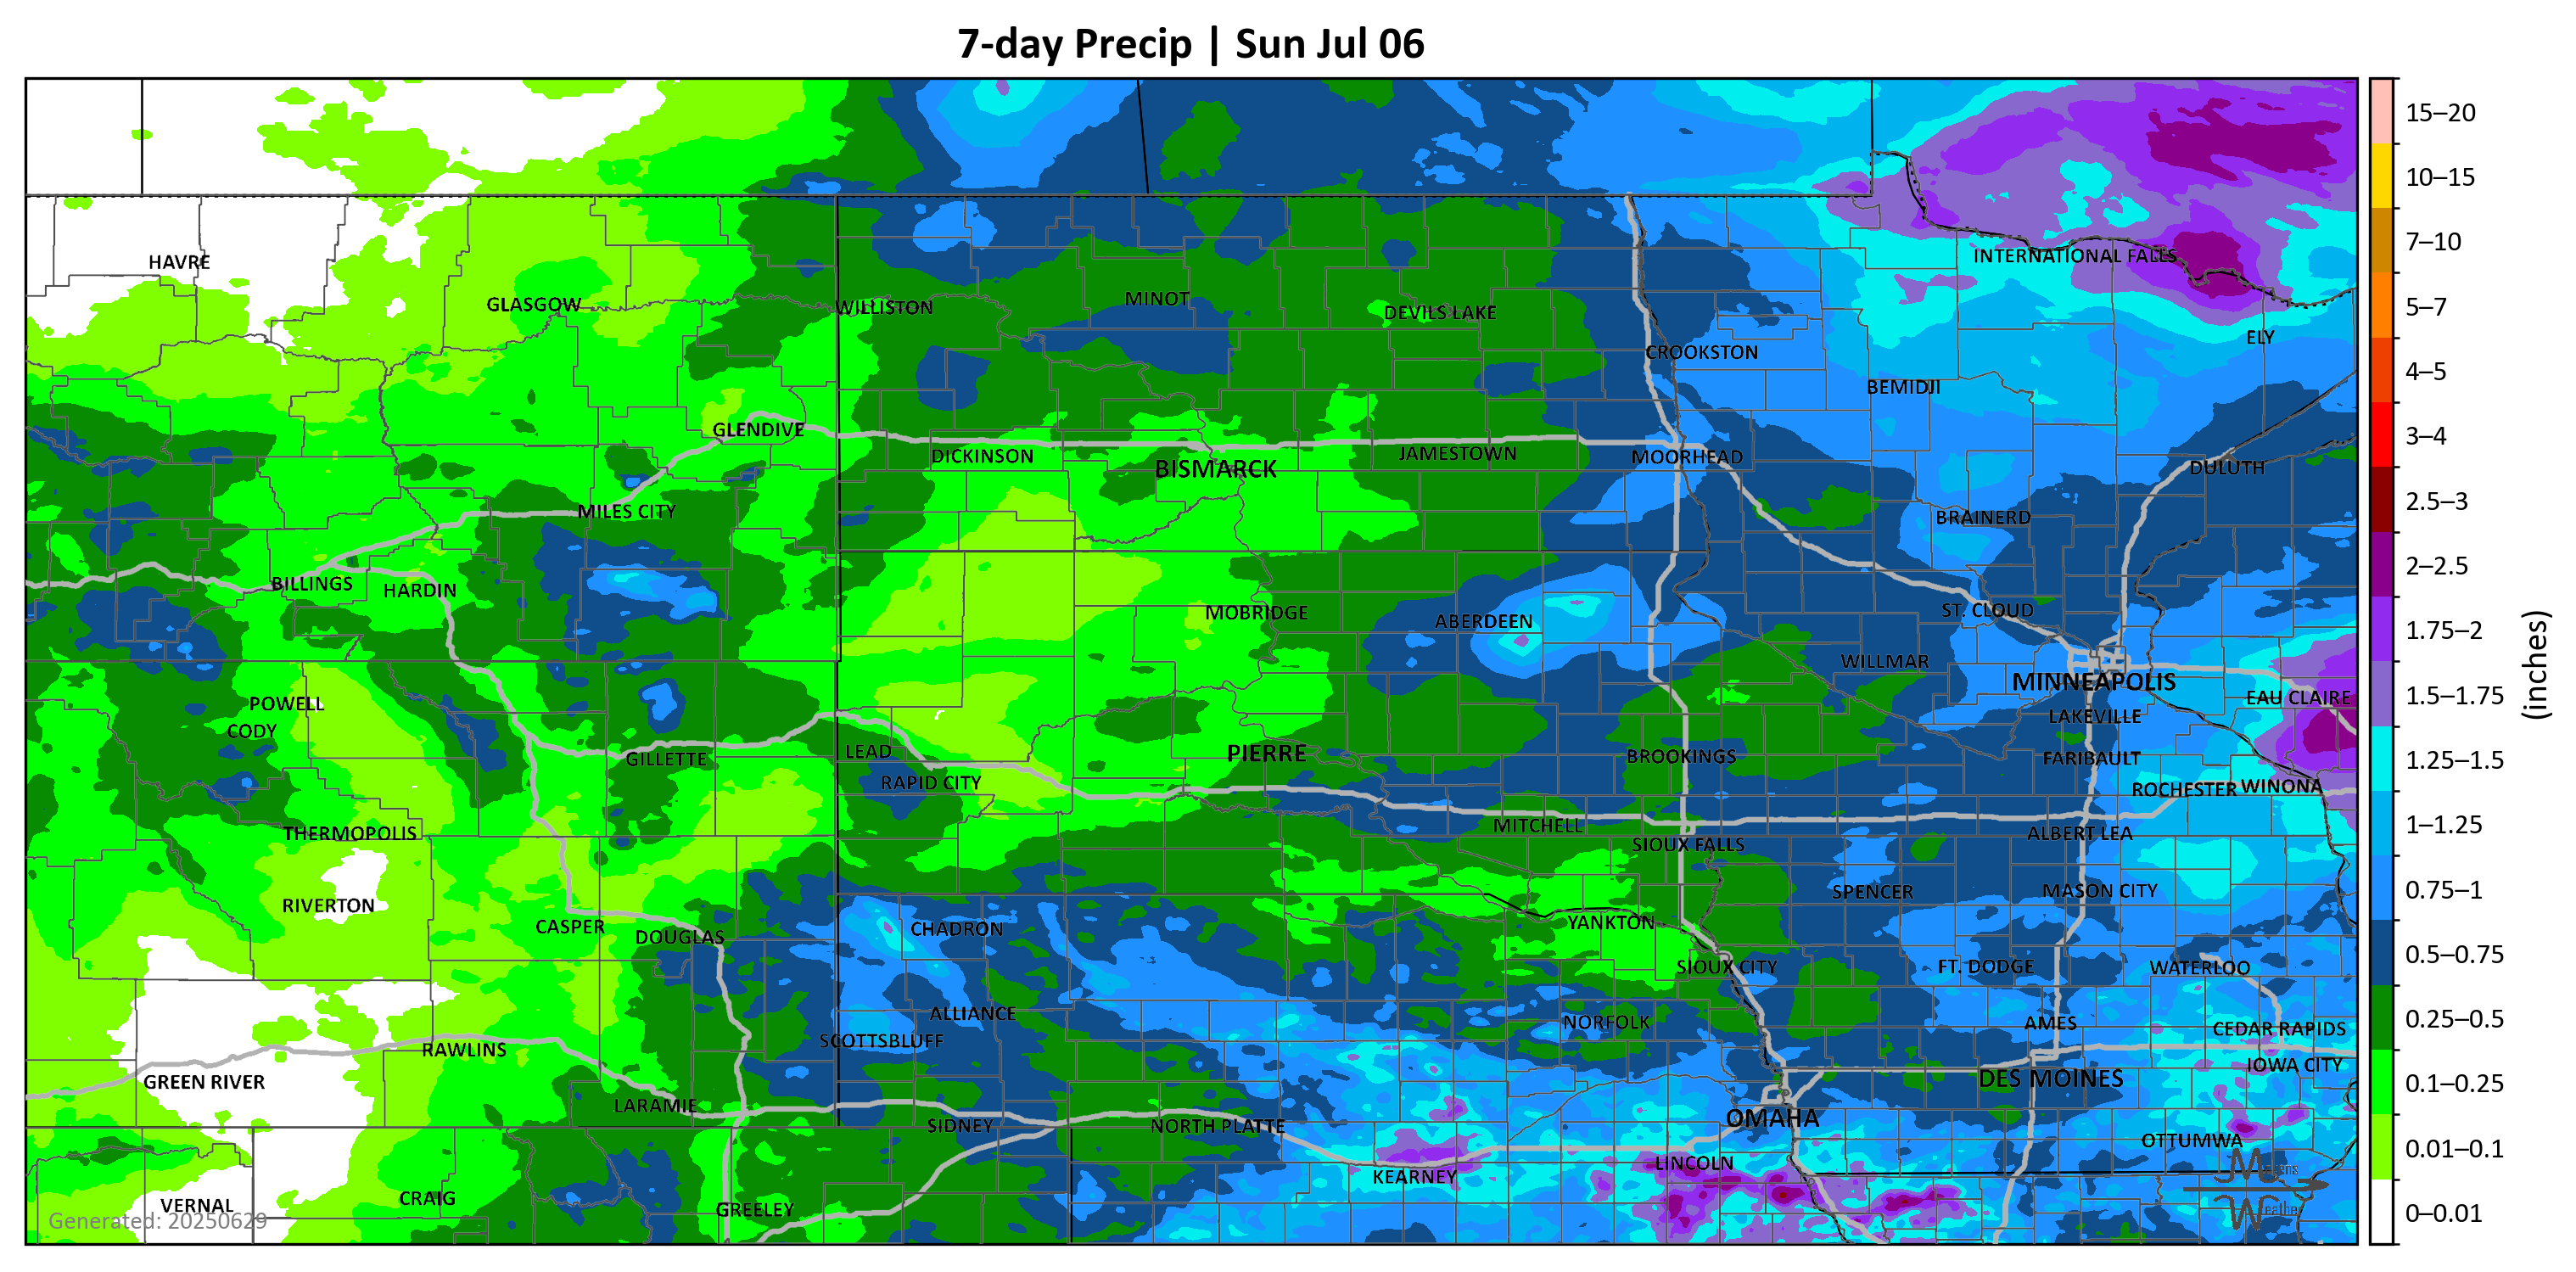 7-day Precip | Sun Jul 06
15–20
10–15
7–10
5–7
4–5
3–4
2.5–3
2–2.5
1.75–2
1.5–1.75
1.25–1.5
1–1.25
0.75–1
0.5–0.75
0.25–0.5
0.1–0.25
0.01–0.1
0–0.01
(inches)
HAVRE
INTERNATIONAL FALLS
GLASGOW
WILLISTON
MINOT
DEVILS LAKE
ELY
CROOKSTON
BEMIDJI
GLENDIVE
DICKINSON
BISMARCK
JAMESTOWN
MOORHEAD
DULUTH
MILES CITY
BRAINERD
BILLINGS
HARDIN
MOBRIDGE
ABERDEEN
ST. CLOUD
WILLMAR
MINNEAPOLIS
POWELL
EAU CLAIRE
CODY
LAKEVILLE
GILLETTE
LEAD
PIERRE
BROOKINGS
FARIBAULT
RAPID CITY
ROCHESTER
WINONA
THERMOPOLIS
MITCHELL
ALBERT LEA
SIOUX FALLS
RIVERTON
SPENCER
MASON CITY
CASPER
DOUGLAS
CHADRON
YANKTON
SIOUX CITY
FT. DODGE
WATERLOO
ALLIANCE
NORFOLK
AMES
CEDAR RAPIDS
RAWLINS
SCOTTSBLUFF
IOWA CITY
GREEN RIVER
DES MOINES
LARAMIE
SIDNEY
NORTH PLATTE
OMAHA
OTTUMWA
LINCOLN
KEARNEY
VERNAL
CRAIG
GREELEY
Generated: 20250629